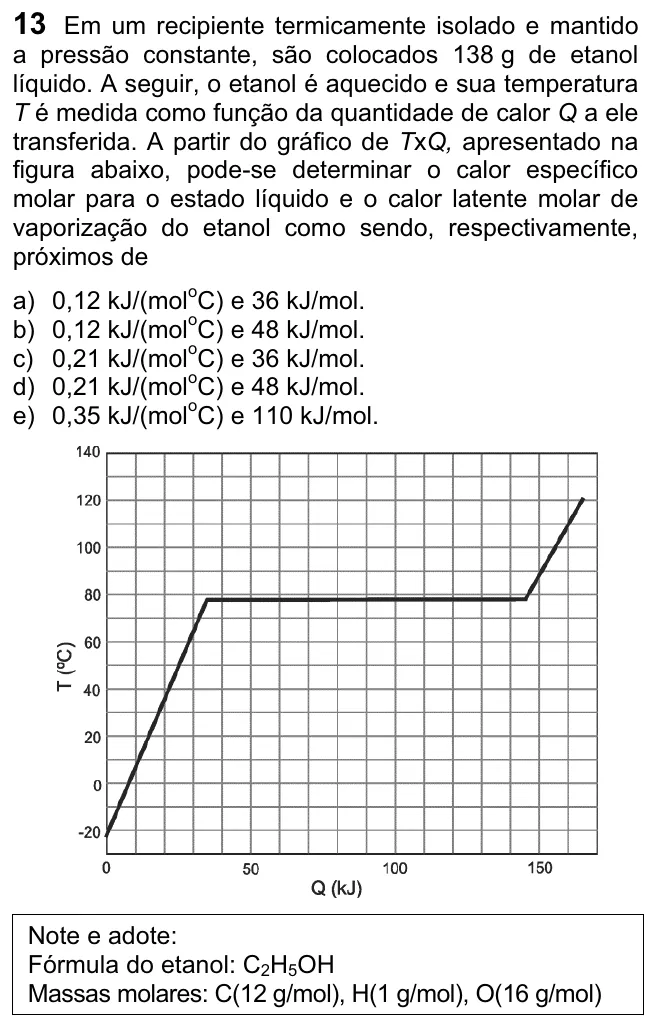 13 Em um recipiente termicamente isolado e mantido
a pressão constante, são colocados 138 g de etanol
líquido. A seguir, o etanol é aquecido e sua temperatura
T é medida como função da quantidade de calor Q a ele
transferida. A partir do gráfico de TxQ, apresentado na
figura abaixo, pode-se determinar o calor específico
molar para o estado líquido e o calor latente molar de
vaporização do etanol como sendo, respectivamente,
próximos de
a) 0,12 kJ/(molºC) e 36 kJ/mol.
b) 0,12 kJ/(molºC) e 48 kJ/mol.
c) 0,21 kJ/(molºC) e 36 kJ/mol.
d) 0,21 kJ/(molºC) e 48 kJ/mol.
e) 0,35 kJ/(molºC) e 110 kJ/mol.
140
120
100
80
60
T (ºC)
40
20
0
-20
0 50 100 150
Q (kJ)
Note e adote:
Fórmula do etanol: C₂H₅OH
Massas molares: C(12 g/mol), H(1 g/mol), O(16 g/mol)